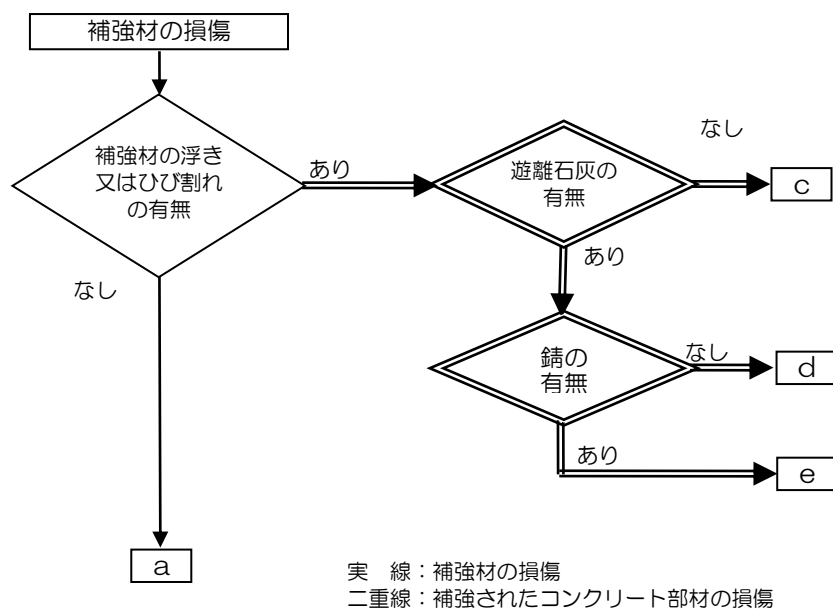 補強材の損傷
補強材の浮き
又はひび割れ
の有無
あり
遊離石灰の
有無
なし
c
あり
なし
錆の
有無
なし
d
あり
e
a
実　線：補強材の損傷
二重線：補強されたコンクリート部材の損傷